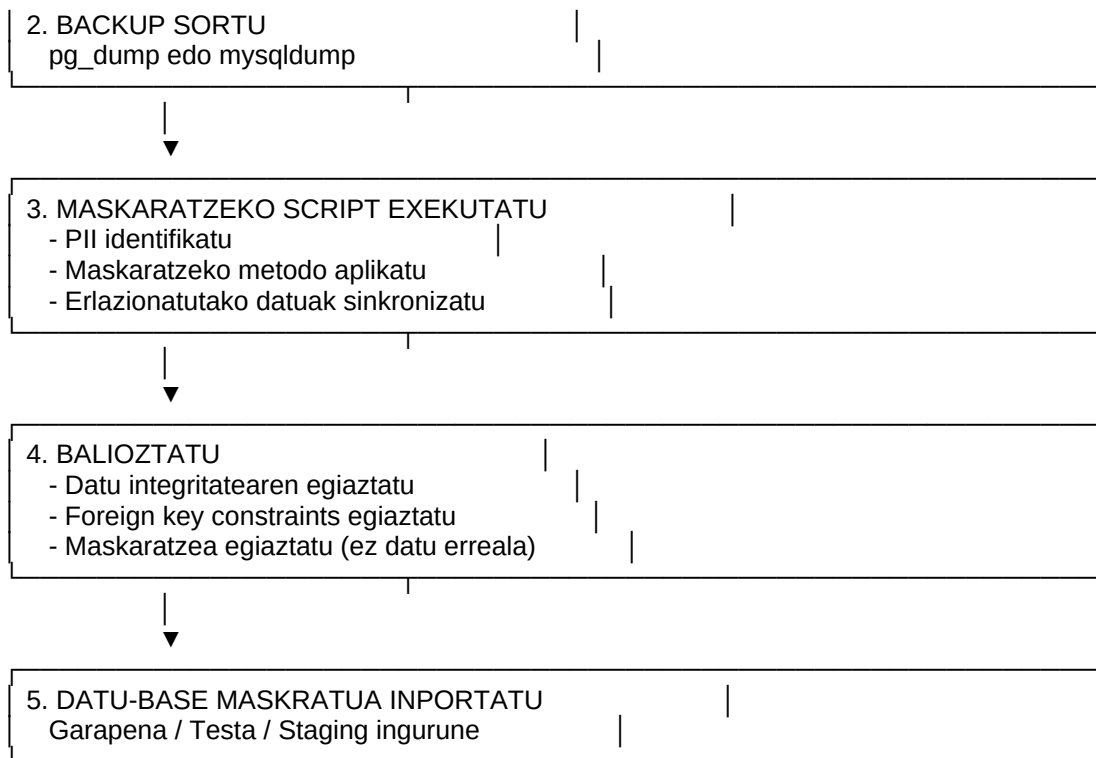 2. BACKUP SORTU
pg_dump edo mysqldump
▼
3. MASKARATZEKO SCRIPT EXEKUTATU
- PII identifikatu
- Maskaratzeko metodo aplikatu
- Erlazionatutako datuak sinkronizatu
▼
4. BALIOZTATU
- Datu integritatearen egiaztatu
- Foreign key constraints egiaztatu
- Maskaratzea egiaztatu (ez datu erreala)
▼
5. DATU-BASE MASKRATUA INPORTATU
Garapena / Testa / Staging ingurune